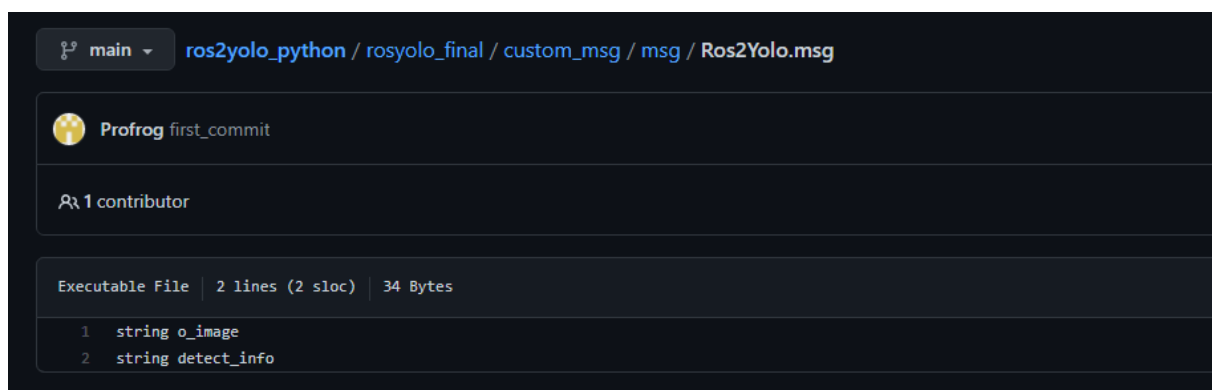 main ros2yolo_python / rosyolo_final / custom_msg / msg / Ros2Yolo.msg
Profrog first_commit
1 contributor
Executable File 2 lines (2 sloc) 34 Bytes
1 string o_image
2 string detect_info